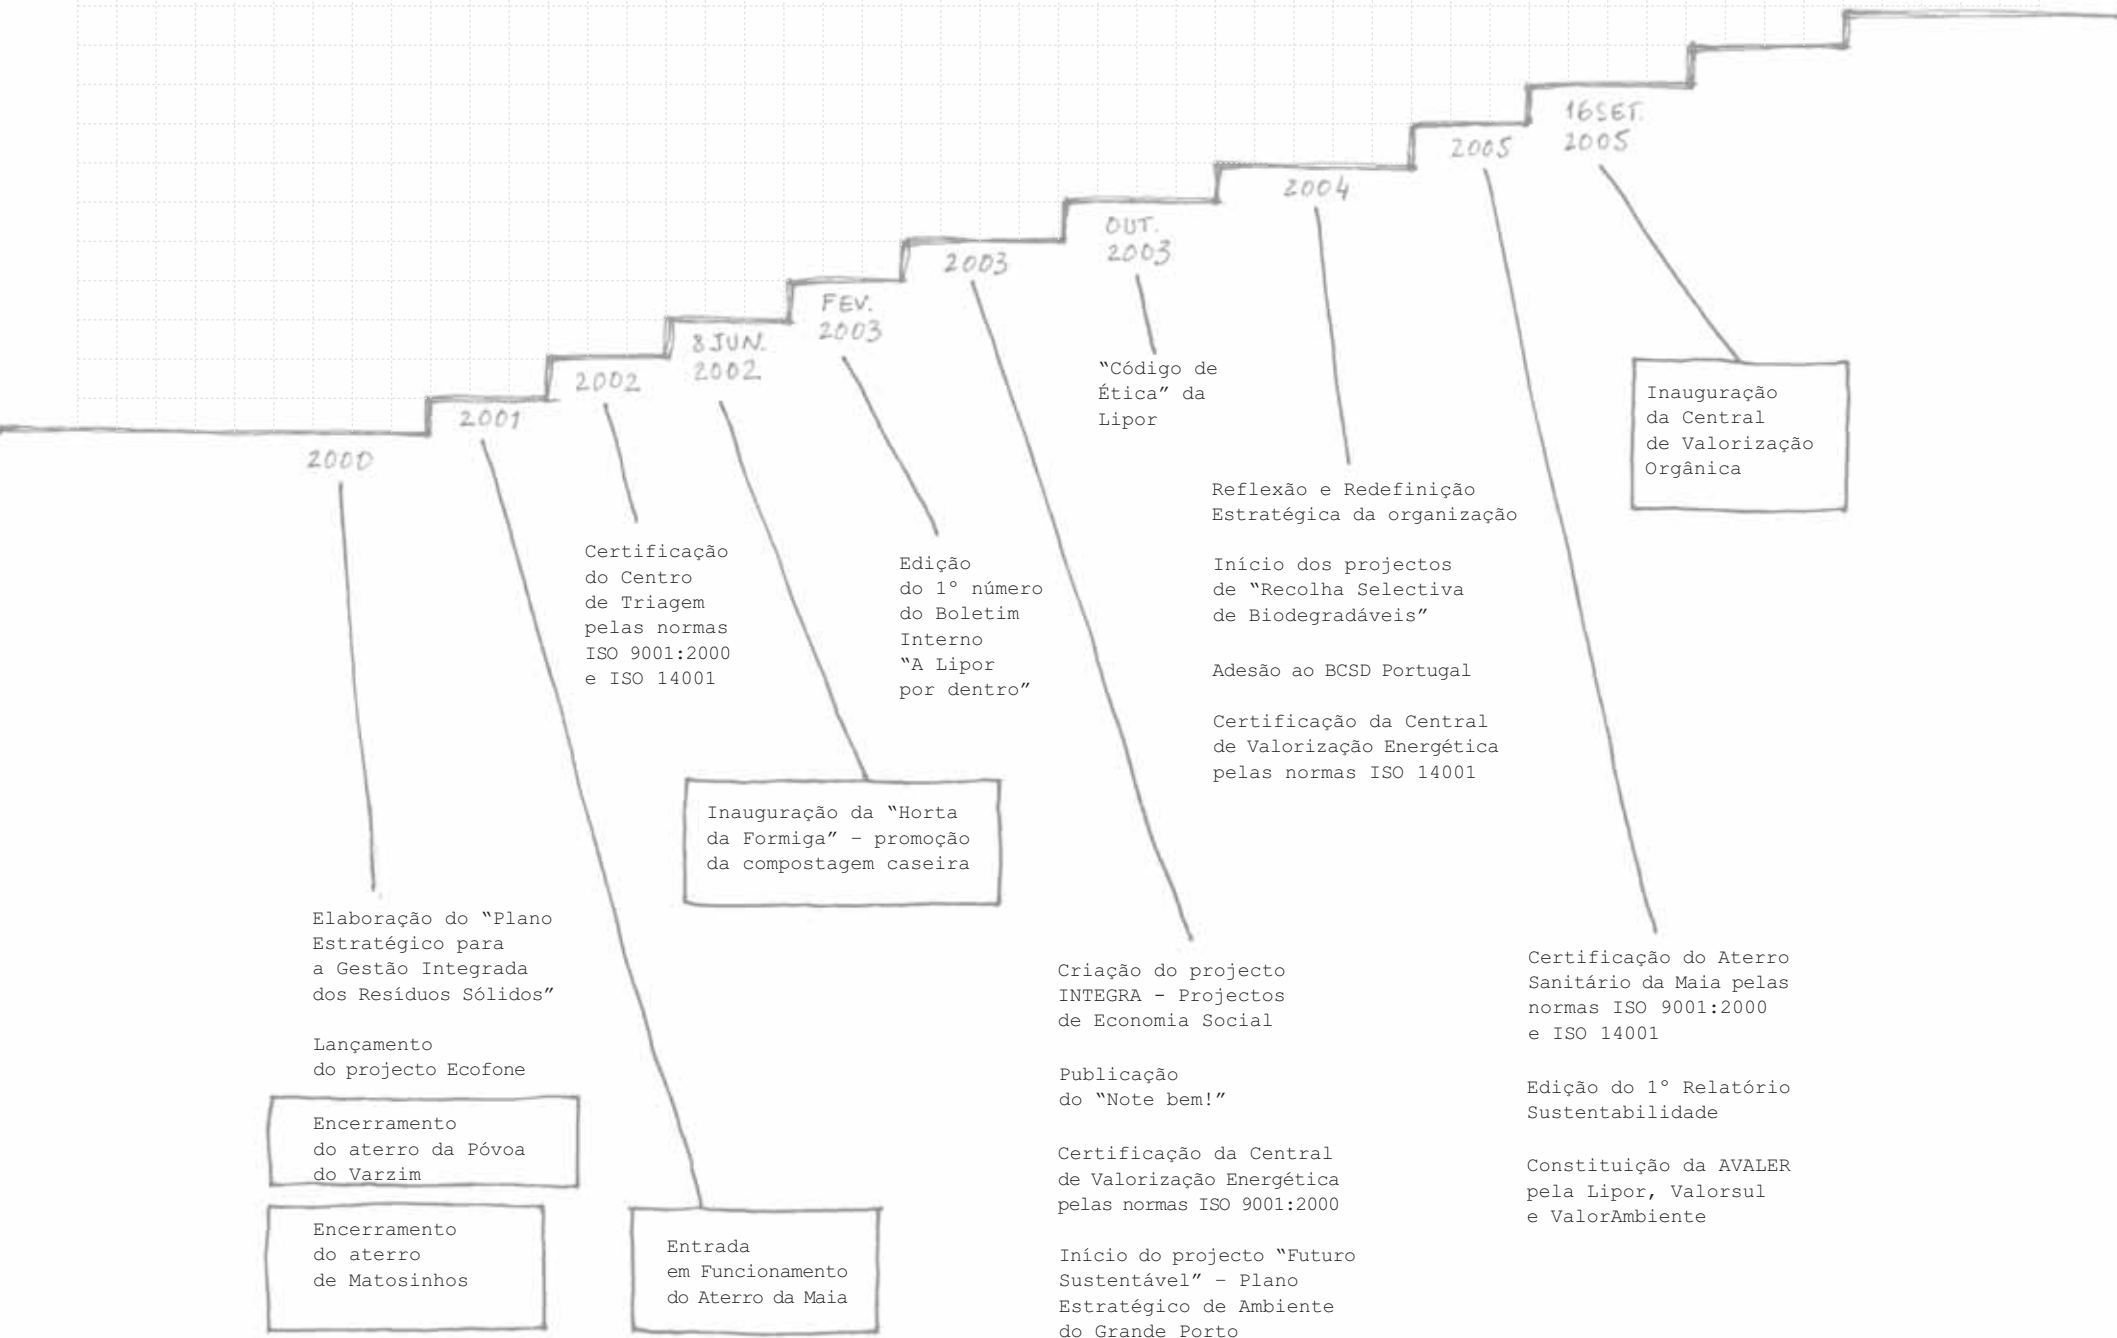 2000
Elaboração do “Plano
Estratégico para
a Gestão Integrada
dos Resíduos Sólidos”
Lançamento
do projecto Ecofone
Encerramento
do aterro da Póvoa
do Varzim
Encerramento
do aterro
de Matosinhos
2001
Entrada
em Funcionamento
do Aterro da Maia
2002
Certificação
do Centro
de Triagem
pelas normas
ISO 9001:2000
e ISO 14001
8 JUN.
2002
Inauguração da “Horta
da Formiga” – promoção
da compostagem caseira
FEV.
2003
Edição
do 1º número
do Boletim
Interno
“A Lipor
por dentro”
2003
Criação do projecto
INTEGRA - Projectos
de Economia Social
Publicação
do “Note bem!”
Certificação da Central
de Valorização Energética
pelas normas ISO 9001:2000
Início do projecto “Futuro
Sustentável” – Plano
Estratégico de Ambiente
do Grande Porto
OUT.
2003
“Código de
Ética” da
Lipor
2004
Reflexão e Redefinição
Estratégica da organização
Início dos projectos
de “Recolha Selectiva
de Biodegradáveis”
Adesão ao BCSD Portugal
Certificação da Central
de Valorização Energética
pelas normas ISO 14001
2005
Certificação do Aterro
Sanitário da Maia pelas
normas ISO 9001:2000
e ISO 14001
Edição do 1º Relatório
Sustentabilidade
Constituição da AVALER
pela Lipor, Valorsul
e ValorAmbiente
16 SET.
2005
Inauguração
da Central
de Valorização
Orgânica